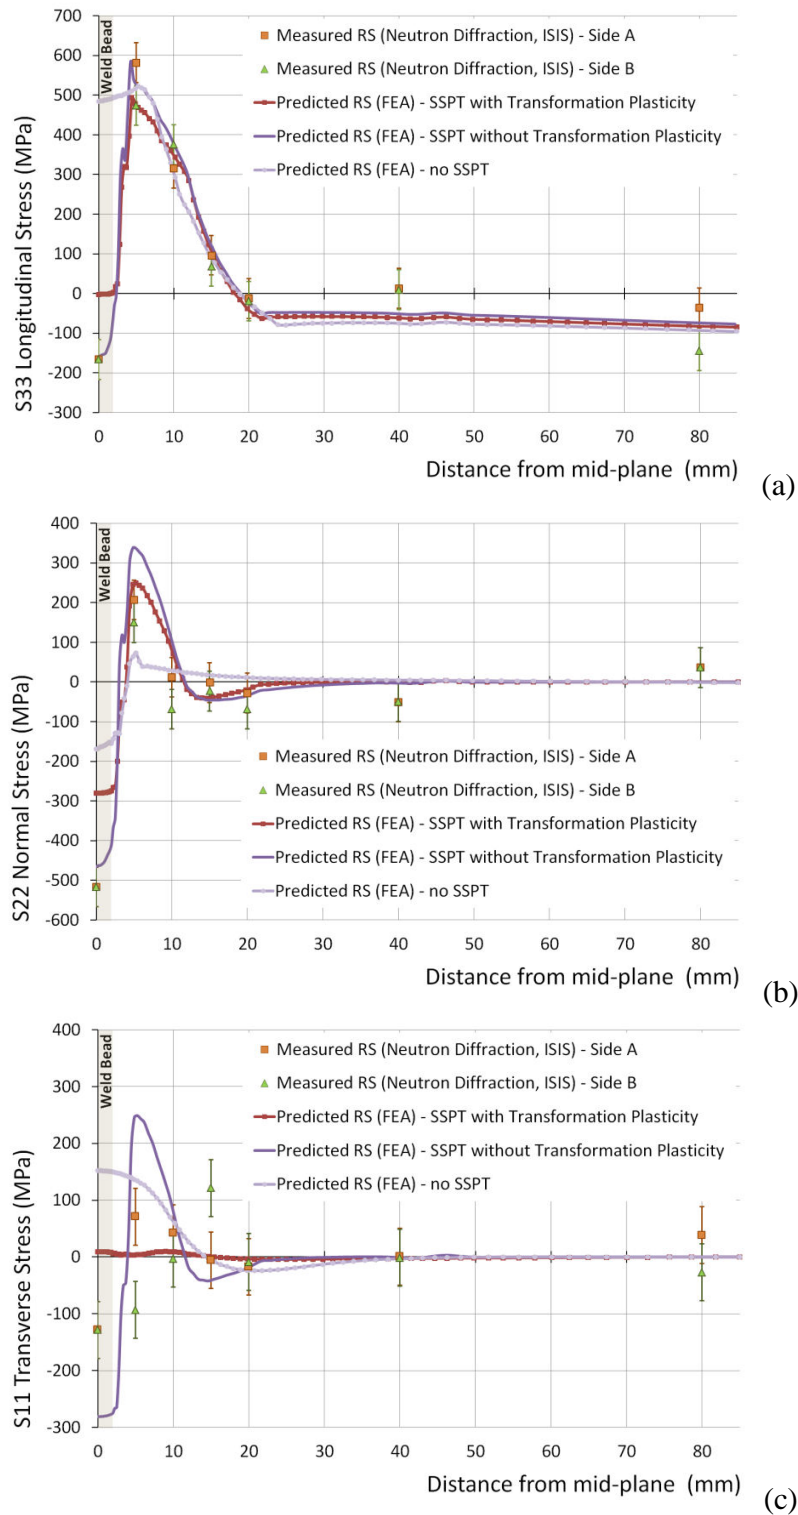 700
600
500
400
300
200
100
0
-100
-200
-300
S33 Longitudinal Stress (MPa)
Weld Bead
Measured RS (Neutron Diffraction, ISIS) - Side A
Measured RS (Neutron Diffraction, ISIS) - Side B
Predicted RS (FEA) - SSPT with Transformation Plasticity
Predicted RS (FEA) - SSPT without Transformation Plasticity
Predicted RS (FEA) - no SSPT
0 10 20 30 40 50 60 70 80
Distance from mid-plane (mm)
(a)
400
300
200
100
0
-100
-200
-300
-400
-500
-600
S22 Normal Stress (MPa)
Weld Bead
Measured RS (Neutron Diffraction, ISIS) - Side A
Measured RS (Neutron Diffraction, ISIS) - Side B
Predicted RS (FEA) - SSPT with Transformation Plasticity
Predicted RS (FEA) - SSPT without Transformation Plasticity
Predicted RS (FEA) - no SSPT
0 10 20 30 40 50 60 70 80
Distance from mid-plane (mm)
(b)
400
300
200
100
0
-100
-200
-300
S11 Transverse Stress (MPa)
Weld Bead
Measured RS (Neutron Diffraction, ISIS) - Side A
Measured RS (Neutron Diffraction, ISIS) - Side B
Predicted RS (FEA) - SSPT with Transformation Plasticity
Predicted RS (FEA) - SSPT without Transformation Plasticity
Predicted RS (FEA) - no SSPT
0 10 20 30 40 50 60 70 80
Distance from mid-plane (mm)
(c)